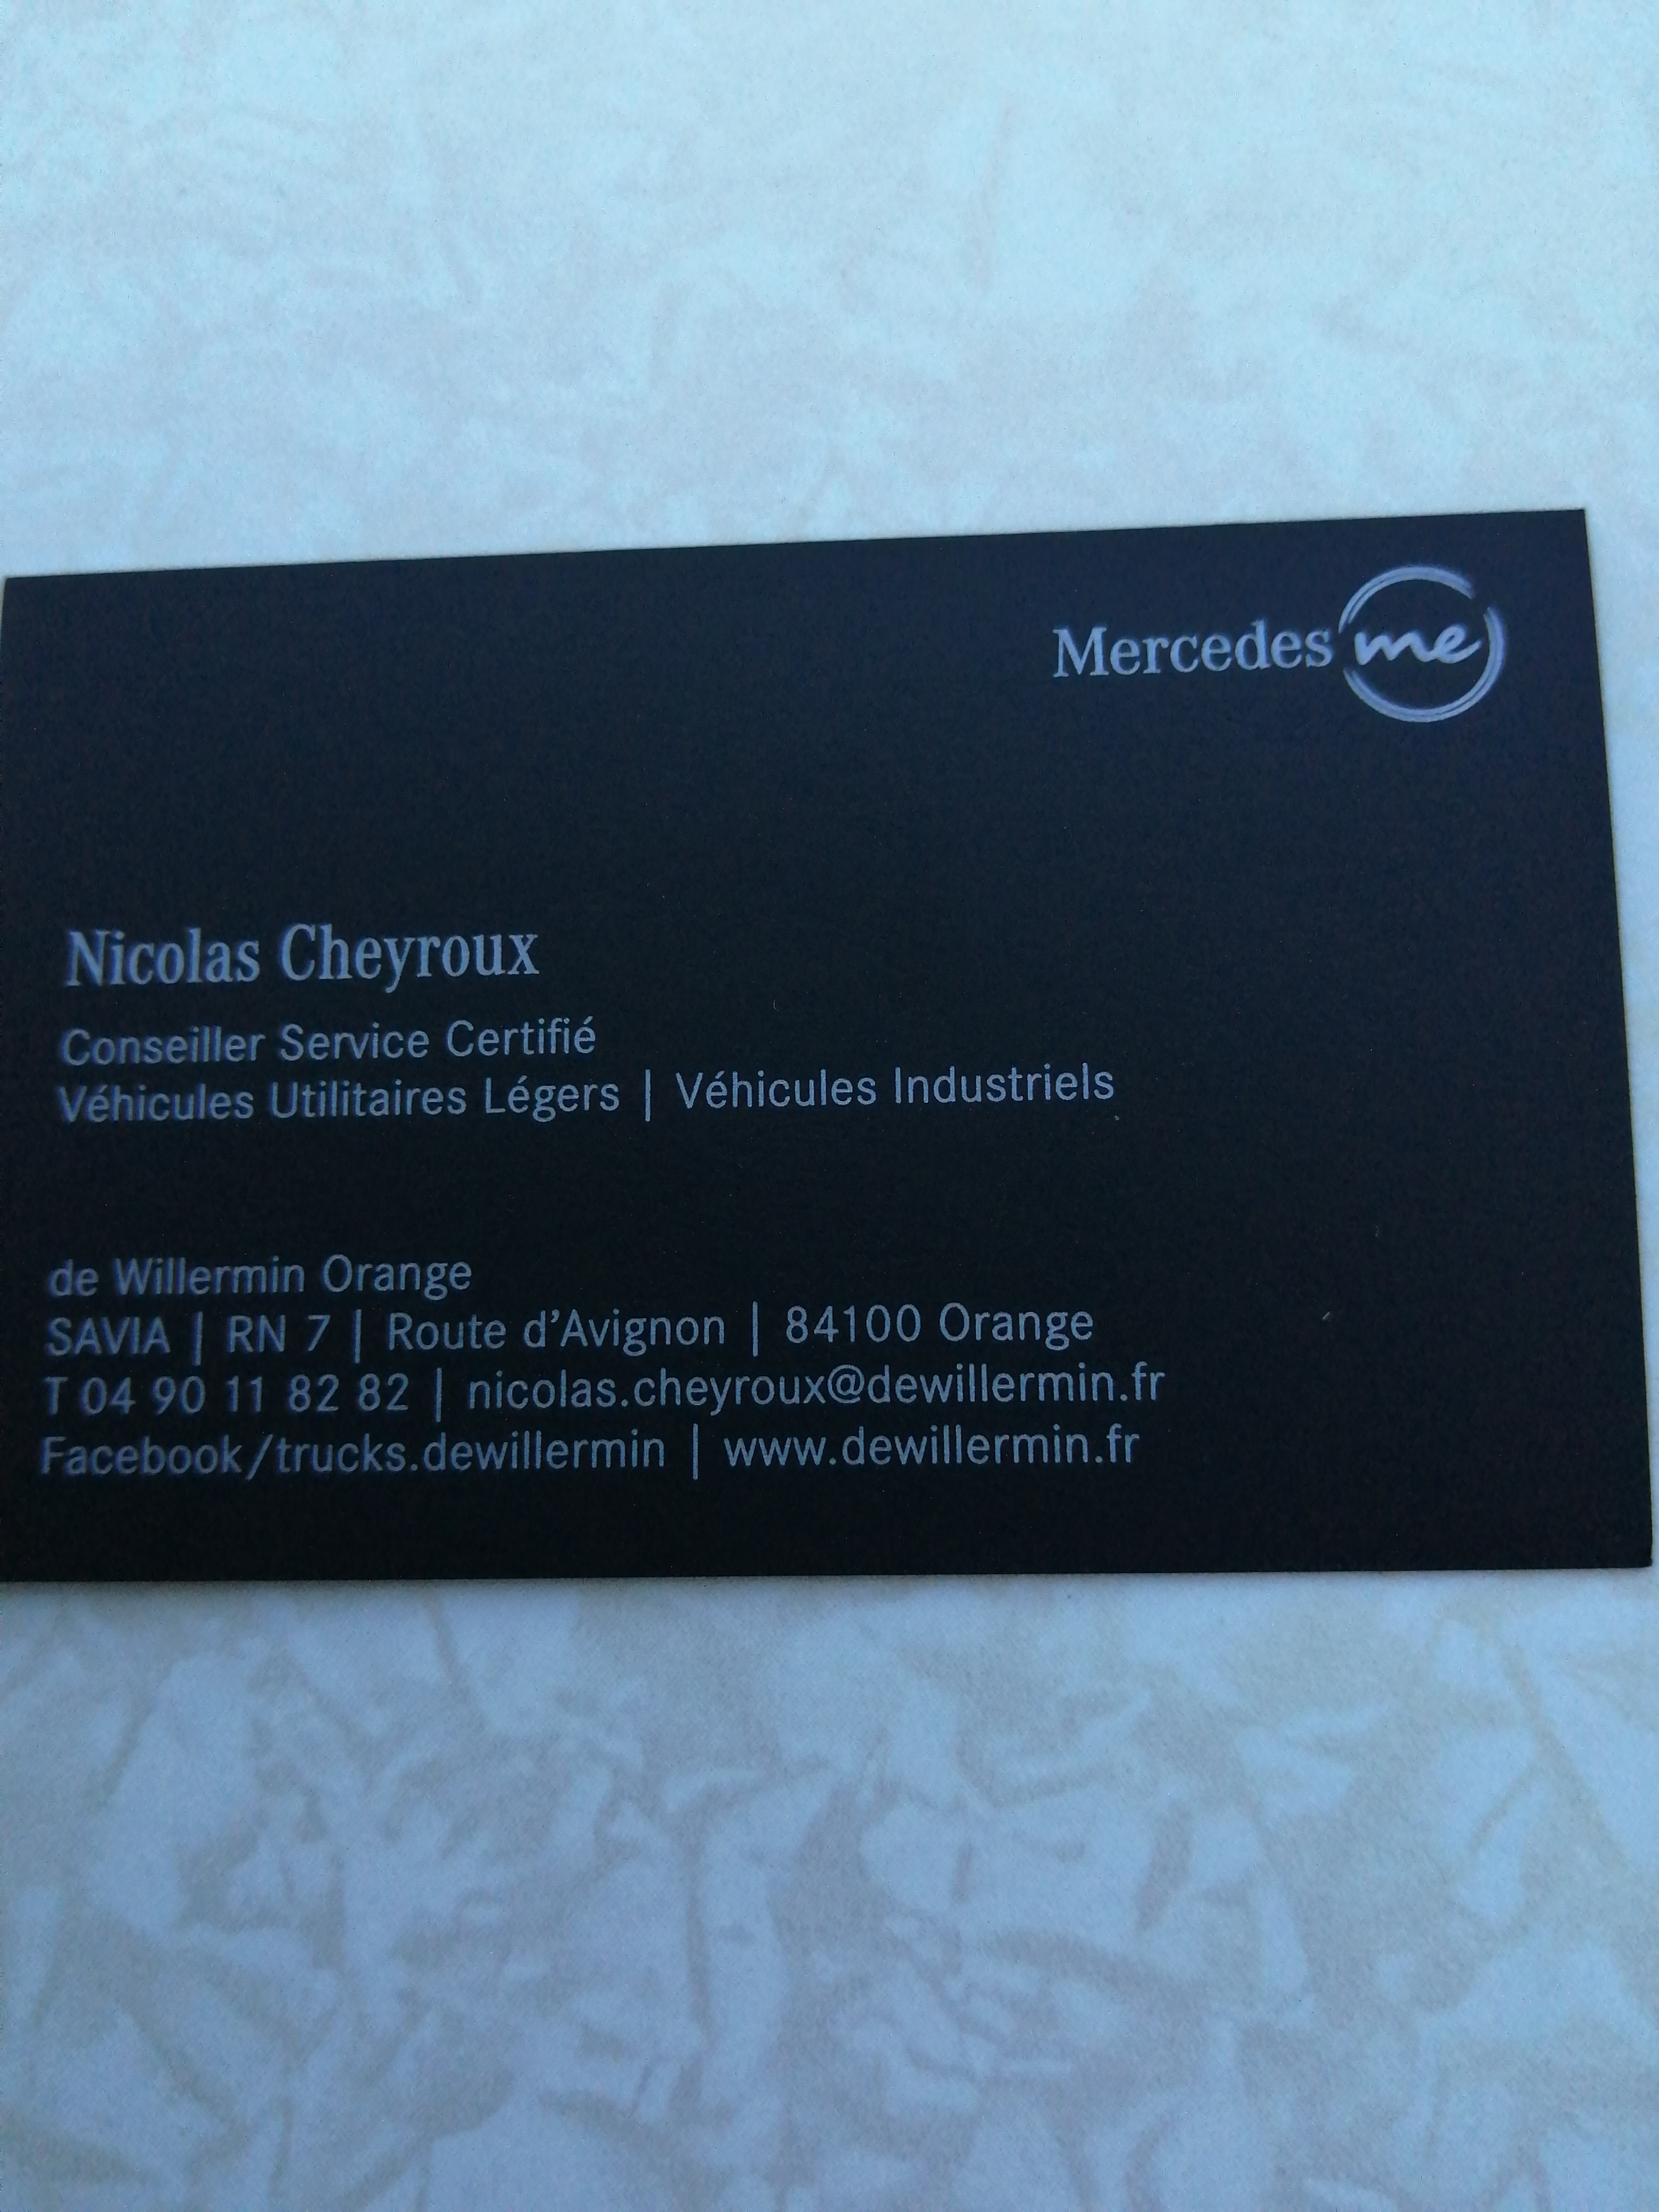 Mercedes me
Nicolas Cheyroux
Conseiller Service Certifié
Véhicules Utilitaires Légers | Véhicules Industriels
de Willermin Orange
SAVIA | RN 7 | Route d'Avignon | 84100 Orange
T 04 90 11 82 82 | nicolas.cheyroux@dewillermin.fr
Facebook/trucks.dewillermin | www.dewillermin.fr